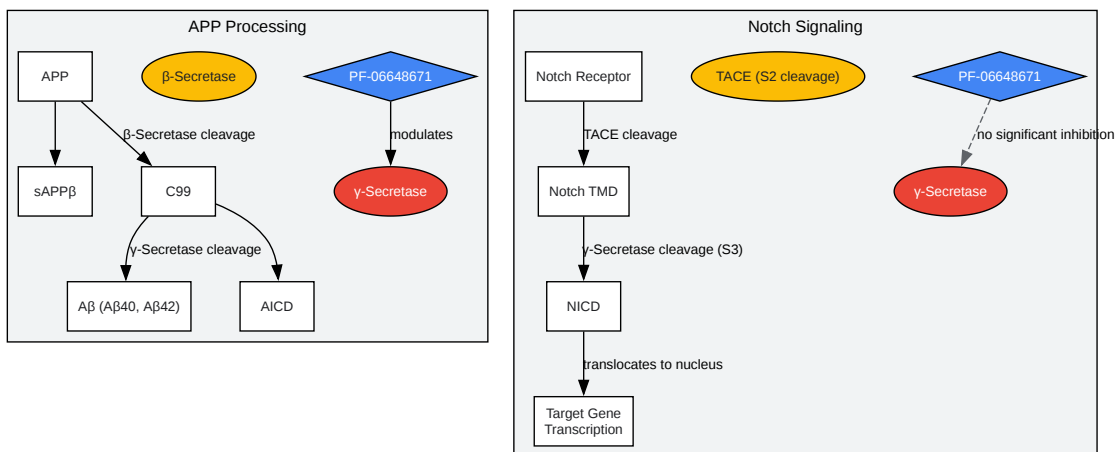 APP Processing
APP
β-Secretase
PF-06648671
β-Secretase cleavage
modulates
sAPPβ
C99
γ-Secretase
γ-Secretase cleavage
Aβ (Aβ40, Aβ42)
AICD
Notch Signaling
Notch Receptor
TACE (S2 cleavage)
PF-06648671
TACE cleavage
no significant inhibition
Notch TMD
γ-Secretase
γ-Secretase cleavage (S3)
NICD
translocates to nucleus
Target Gene
Transcription